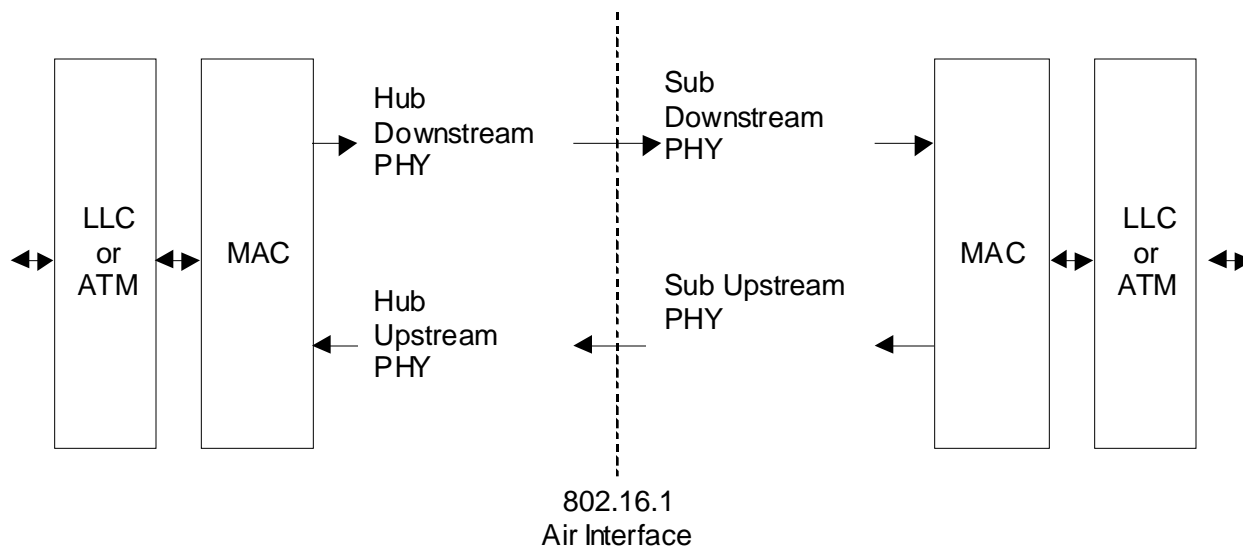 LLC
or
ATM
MAC
Hub
Downstream
PHY
Hub
Upstream
PHY
Sub
Downstream
PHY
Sub Upstream
PHY
MAC
LLC
or
ATM
802.16.1
Air Interface